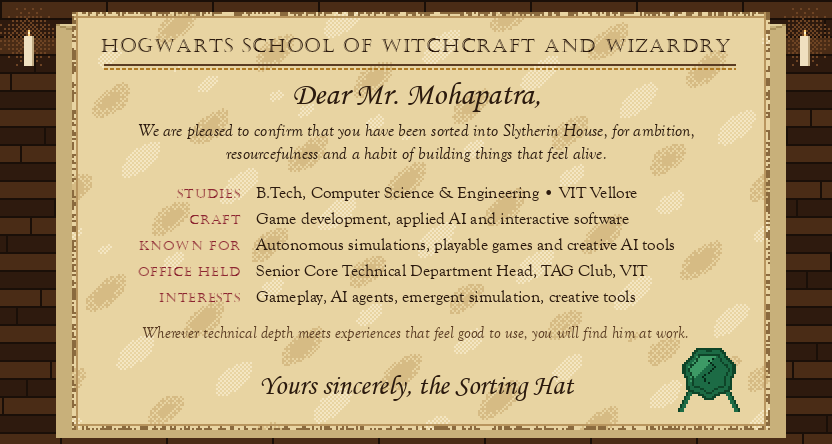 HOGWARTS SCHOOL OF WITCHCRAFT AND WIZARDRY
Dear Mr. Mohapatra,
We are pleased to confirm that you have been sorted into Slytherin House, for ambition,
resourcefulness and a habit of building things that feel alive.
STUDIES B.Tech, Computer Science & Engineering • VIT Vellore
CRAFT Game development, applied AI and interactive software
KNOWN FOR Autonomous simulations, playable games and creative AI tools
OFFICE HELD Senior Core Technical Department Head, TAG Club, VIT
INTERESTS Gameplay, AI agents, emergent simulation, creative tools
Wherever technical depth meets experiences that feel good to use, you will find him at work.
Yours sincerely, the Sorting Hat